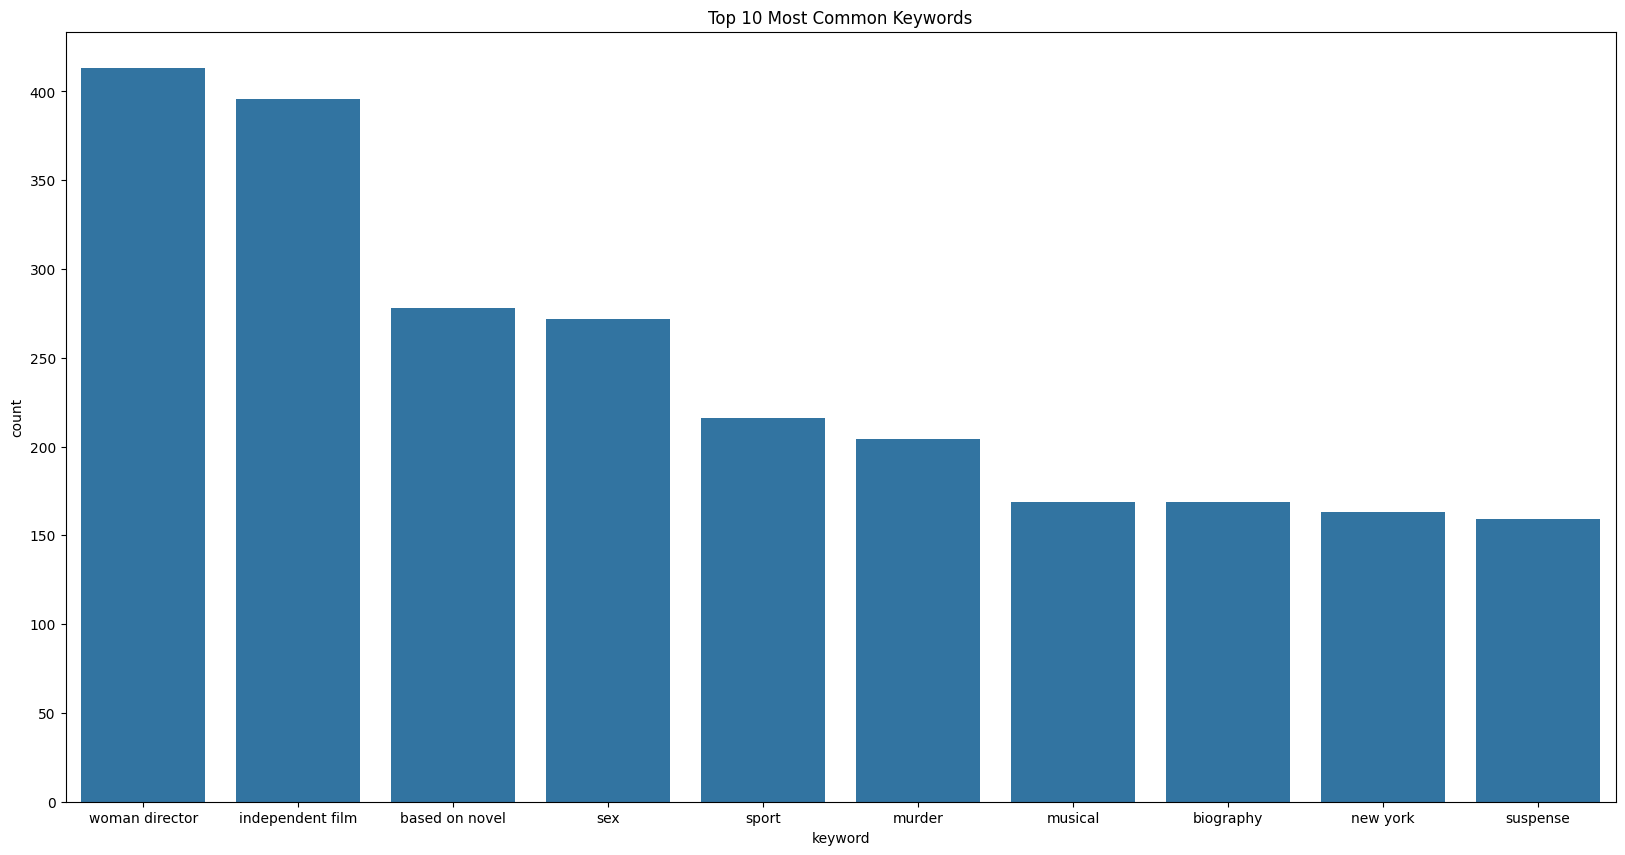 Top 10 Most Common Keywords
count
400
350
300
250
200
150
100
50
0
woman director independent film based on novel sex sport murder musical biography new york suspense
keyword